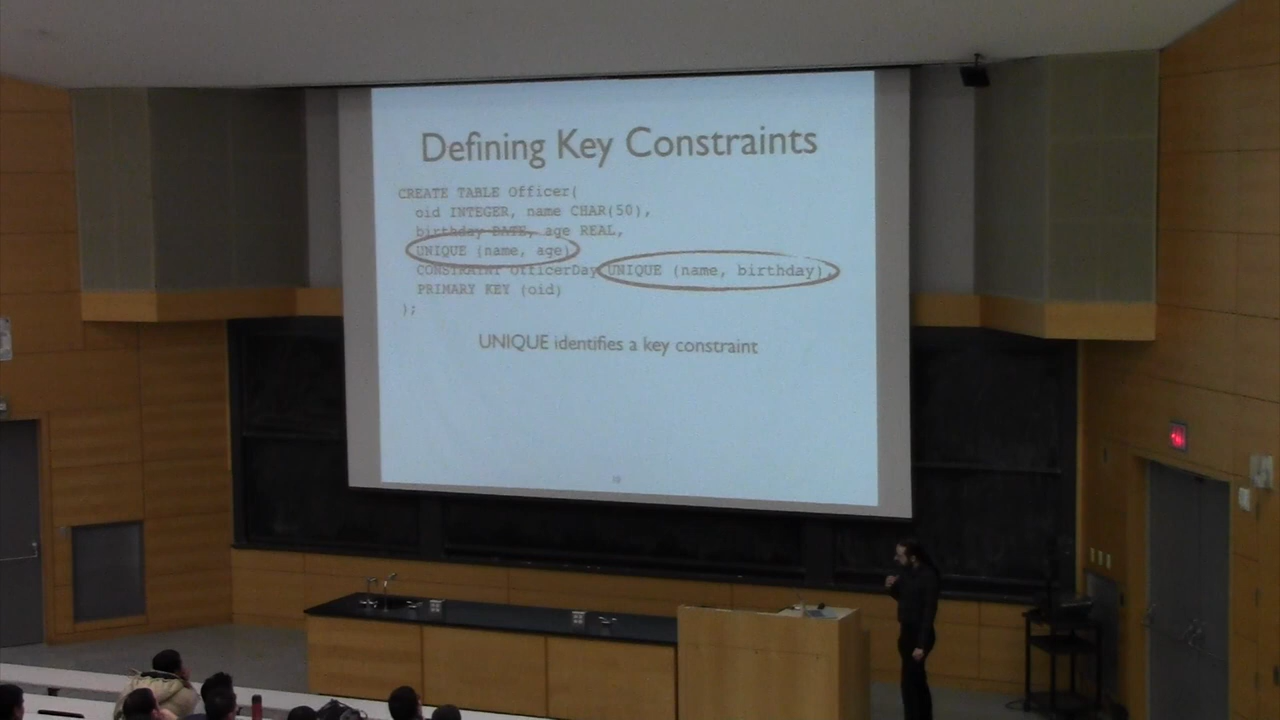 Defining Key Constraints
CREATE TABLE Officer(
oid INTEGER, name CHAR(50),
birthday DATE, age REAL,
UNIQUE (name, age)
CONSTRAINT OfficerDay UNIQUE (name, birthday),
PRIMARY KEY (oid)
);
UNIQUE identifies a key constraint